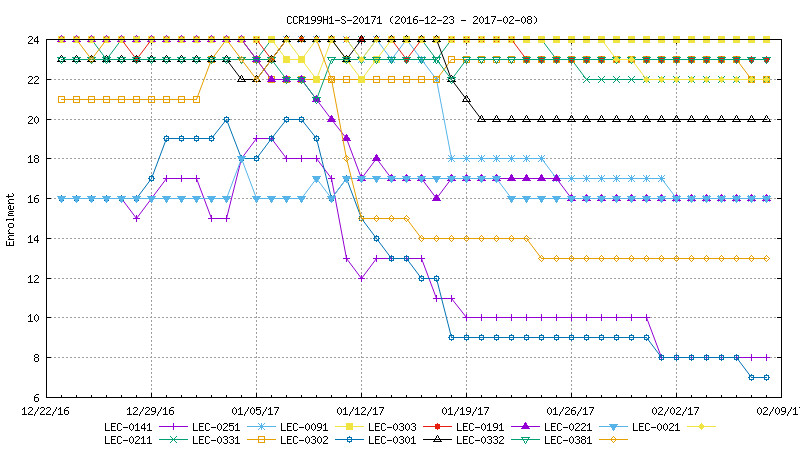 CCR199H1-S-20171 (2016-12-23 - 2017-02-08)
24
22
20
18
16
14
12
10
8
6
Enrolment
12/22/16 12/29/16 01/05/17 01/12/17 01/19/17 01/26/17 02/02/17 02/09/1
LEC-0141 LEC-0251 LEC-0091 LEC-0303 LEC-0191 LEC-0221 LEC-0021
LEC-0211 LEC-0331 LEC-0302 LEC-0301 LEC-0332 LEC-0381